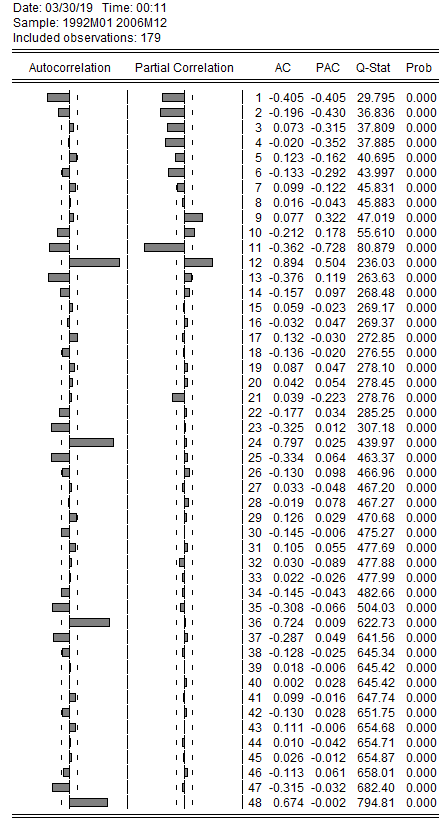 Date: 03/30/19 Time: 00:11
Sample: 1992M01 2006M12
Included observations: 179
Autocorrelation Partial Correlation AC PAC Q-Stat Prob
1 -0.405 -0.405 29.795 0.000
2 -0.196 -0.430 36.836 0.000
3 0.073 -0.315 37.809 0.000
4 -0.020 -0.352 37.885 0.000
5 0.123 -0.162 40.695 0.000
6 -0.133 -0.292 43.997 0.000
7 0.099 -0.122 45.831 0.000
8 0.016 -0.043 45.883 0.000
9 0.077 0.322 47.019 0.000
10 -0.212 0.178 55.610 0.000
11 -0.362 -0.728 80.879 0.000
12 0.894 0.504 236.03 0.000
13 -0.376 0.119 263.63 0.000
14 -0.157 0.097 268.48 0.000
15 0.059 -0.023 269.17 0.000
16 -0.032 0.047 269.37 0.000
17 0.132 -0.030 272.85 0.000
18 -0.136 -0.020 276.55 0.000
19 0.087 0.047 278.10 0.000
20 0.042 0.054 278.45 0.000
21 0.039 -0.223 278.76 0.000
22 -0.177 0.034 285.25 0.000
23 -0.325 0.012 307.18 0.000
24 0.797 0.025 439.97 0.000
25 -0.334 0.064 463.37 0.000
26 -0.130 0.098 466.96 0.000
27 0.033 -0.048 467.20 0.000
28 -0.019 0.078 467.27 0.000
29 0.126 0.029 470.68 0.000
30 -0.145 -0.006 475.27 0.000
31 0.105 0.055 477.69 0.000
32 0.030 -0.089 477.88 0.000
33 0.022 -0.026 477.99 0.000
34 -0.145 -0.043 482.66 0.000
35 -0.308 -0.066 504.03 0.000
36 0.724 0.009 622.73 0.000
37 -0.287 0.049 641.56 0.000
38 -0.128 -0.025 645.34 0.000
39 0.018 -0.006 645.42 0.000
40 0.002 0.028 645.42 0.000
41 0.099 -0.016 647.74 0.000
42 -0.130 0.028 651.75 0.000
43 0.111 -0.006 654.68 0.000
44 0.010 -0.042 654.71 0.000
45 0.026 -0.012 654.87 0.000
46 -0.113 0.061 658.01 0.000
47 -0.315 -0.032 682.40 0.000
48 0.674 -0.002 794.81 0.000